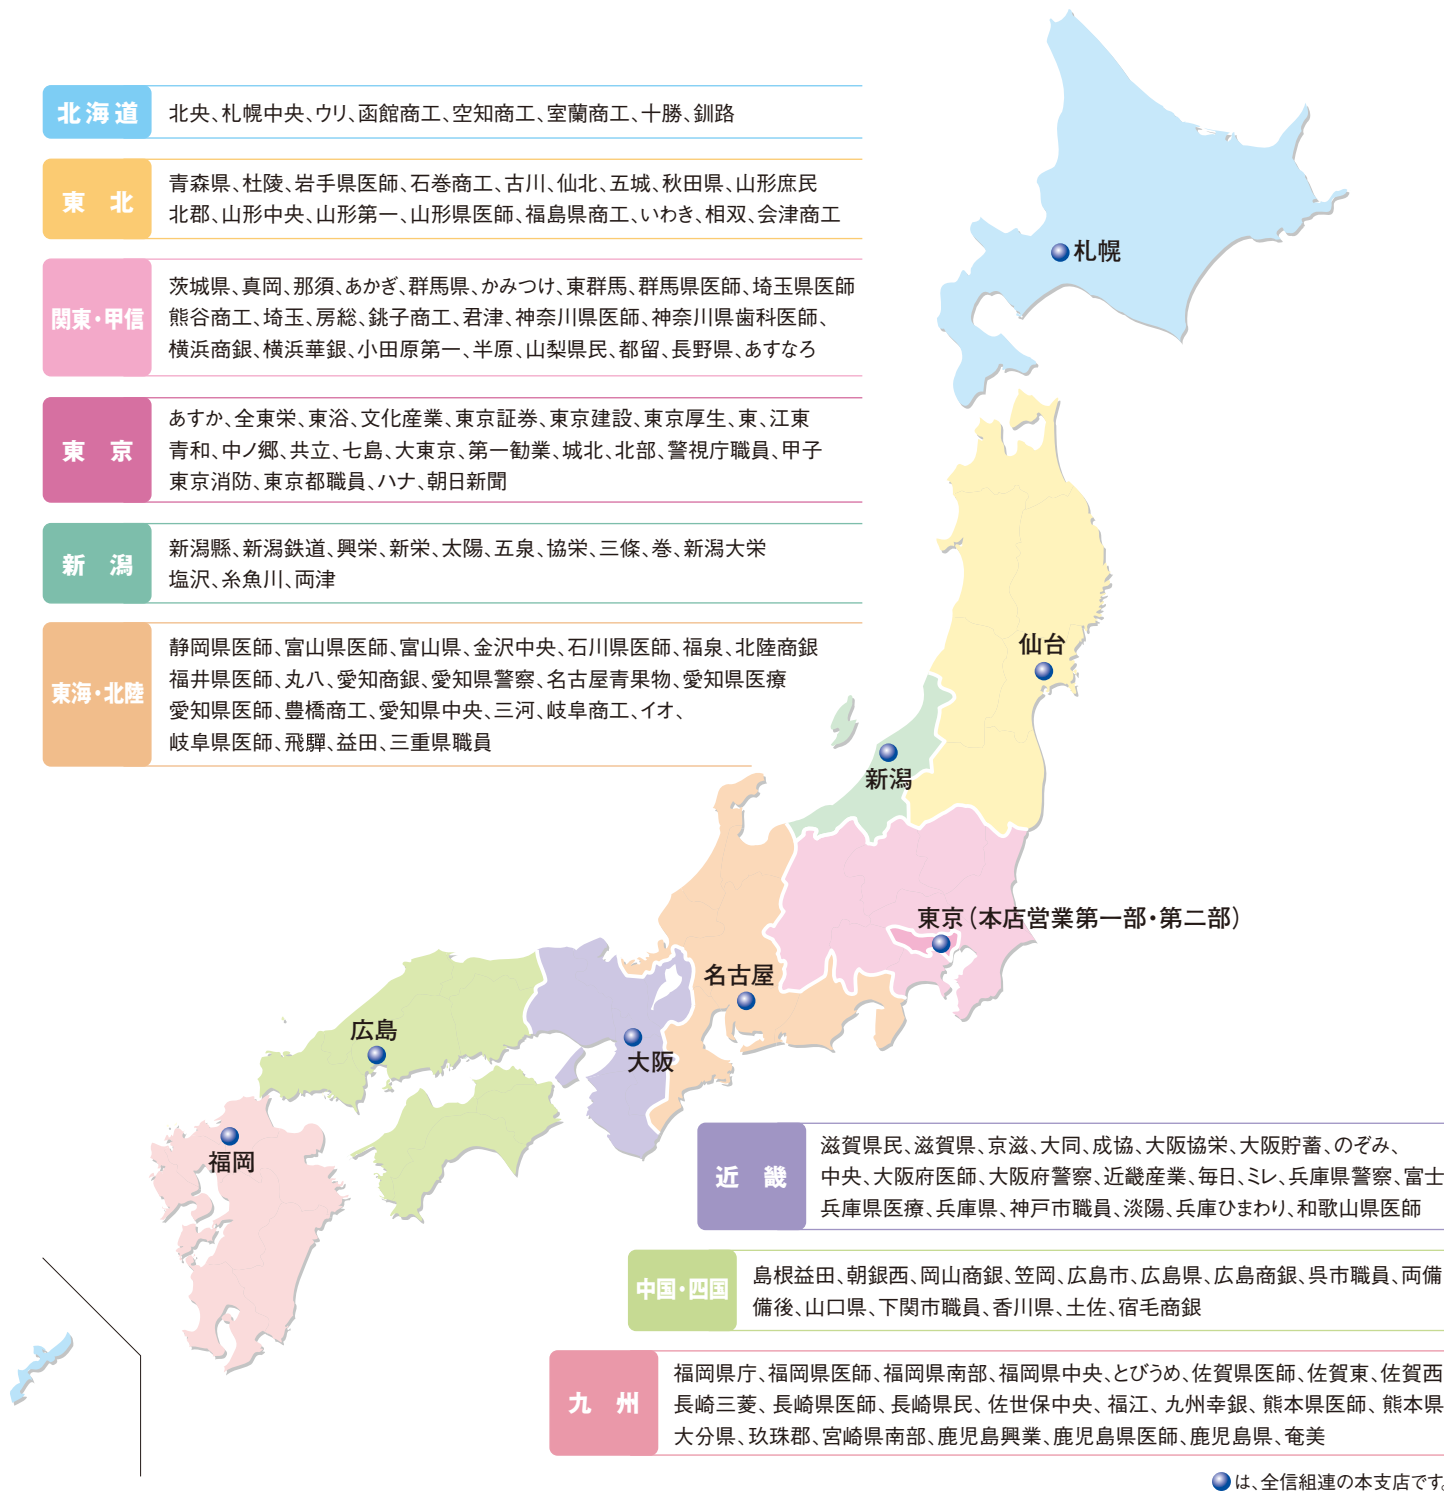 北海道
北央、札幌中央、ウリ、函館商工、空知商工、室蘭商工、十勝、釧路
東 北
青森県、杜陵、岩手県医師、石巻商工、古川、仙北、五城、秋田県、山形庶民
北郡、山形中央、山形第一、山形県医師、福島県商工、いわき、相双、会津商工
関東・甲信
茨城県、真岡、那須、あかぎ、群馬県、かみつけ、東群馬、群馬県医師、埼玉県医師
熊谷商工、埼玉、房総、銚子商工、君津、神奈川県医師、神奈川県歯科医師、
横浜商銀、横浜華銀、小田原第一、半原、山梨県民、都留、長野県、あすなろ
東 京
あすか、全東栄、東浴、文化産業、東京証券、東京建設、東京厚生、東、江東
青和、中ノ郷、共立、七島、大東京、第一勧業、城北、北部、警視庁職員、甲子
東京消防、東京都職員、ハナ、朝日新聞
新 潟
新潟縣、新潟鉄道、興栄、新栄、太陽、五泉、協栄、三條、巻、新潟大栄
塩沢、糸魚川、両津
東海・北陸
静岡県医師、富山県医師、富山県、金沢中央、石川県医師、福泉、北陸商銀
福井県医師、丸八、愛知商銀、愛知県警察、名古屋青果物、愛知県医療
愛知県医師、豊橋商工、愛知県中央、三河、岐阜商工、イオ、
岐阜県医師、飛驒、益田、三重県職員
札幌
仙台
新潟
東京（本店営業第一部・第二部）
名古屋
広島
大阪
福岡
近 畿
滋賀県民、滋賀県、京滋、大同、成協、大阪協栄、大阪貯蓄、のぞみ、
中央、大阪府医師、大阪府警察、近畿産業、毎日、ミレ、兵庫県警察、富士
兵庫県医療、兵庫県、神戸市職員、淡陽、兵庫ひまわり、和歌山県医師
中国・四国
島根益田、朝銀西、岡山商銀、笠岡、広島市、広島県、広島商銀、呉市職員、両備
備後、山口県、下関市職員、香川県、土佐、宿毛商銀
九 州
福岡県庁、福岡県医師、福岡県南部、福岡県中央、とびうめ、佐賀県医師、佐賀東、佐賀西
長崎三菱、長崎県医師、長崎県民、佐世保中央、福江、九州幸銀、熊本県医師、熊本県
大分県、玖珠郡、宮崎県南部、鹿児島興業、鹿児島県医師、鹿児島県、奄美
は、全信組連の本支店です。